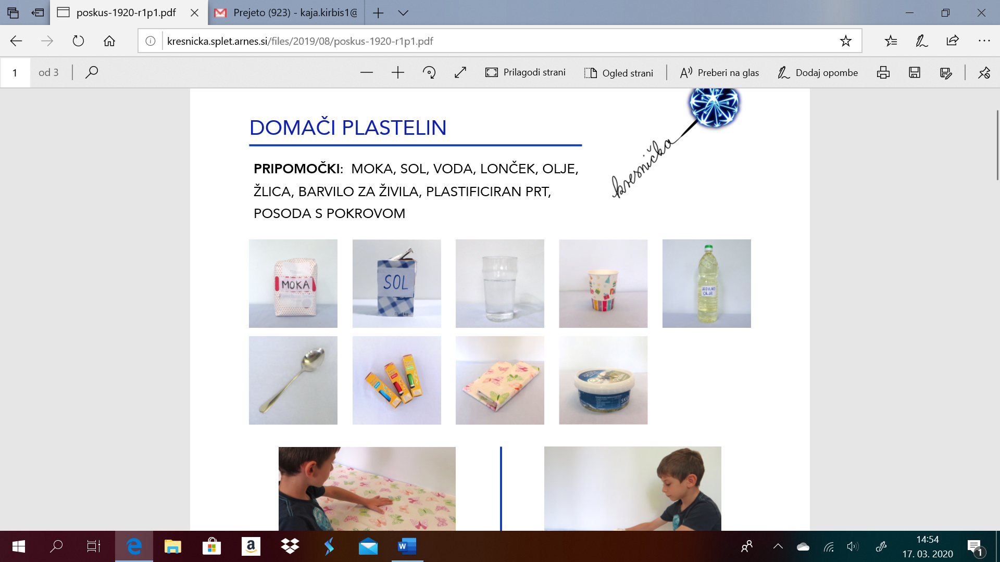 poskus-1920-r1p1.pdf
Prejeto (923) - kaja.kirbis1@
kresnicka.splet.arnes.si/files/2019/08/poskus-1920-r1p1.pdf
1 od 3
Prilagodi strani
Ogled strani
Preberi na glas
Dodaj opombe
DOMAČI PLASTELIN
kresnička
PRIPOMOČKI: MOKA, SOL, VODA, LONČEK, OLJE,
ŽLICA, BARVILO ZA ŽIVILA, PLASTIFICIRAN PRT,
POSODA S POKROVOM
MOKA
SOL
1 kg
JEDILNO
OLJE
14:54
17. 03. 2020
1